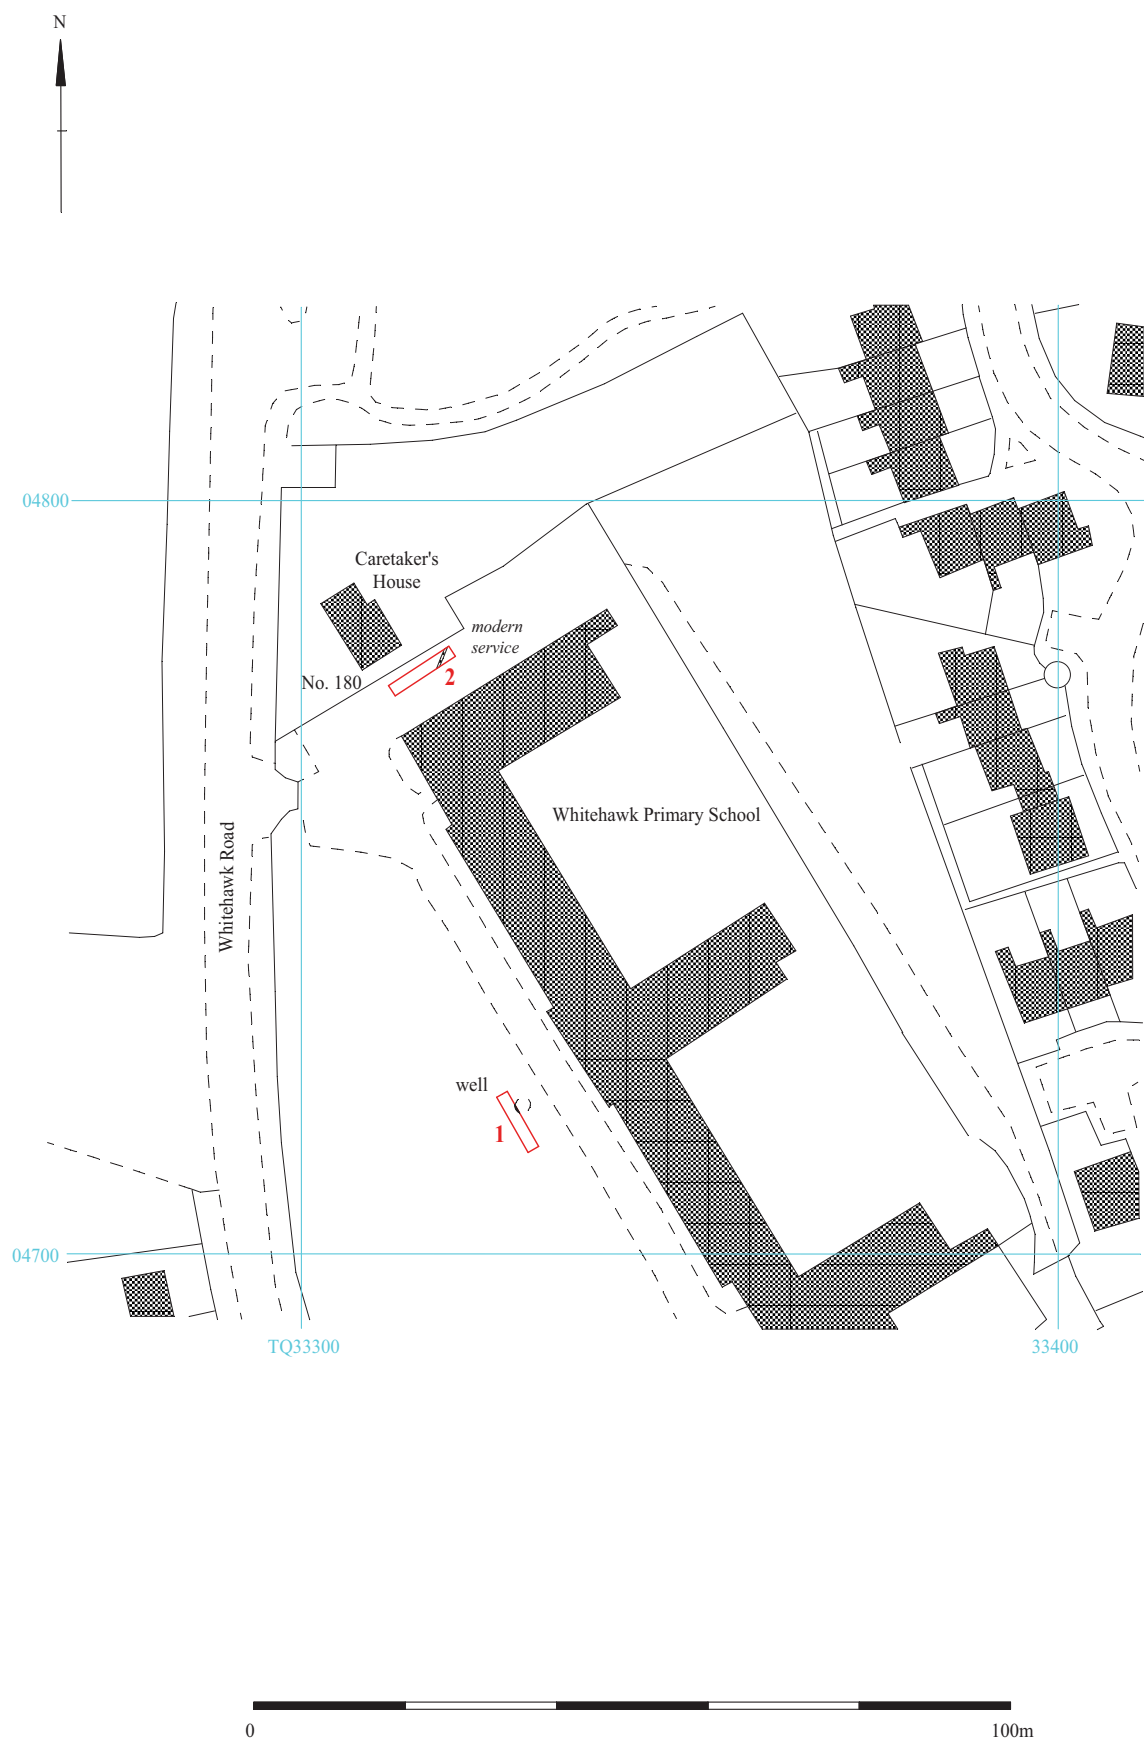 N
04800
Caretaker's
House
modern
service
2
No. 180
Whitehawk Primary School
Whitehawk Road
well
1
04700
TQ33300
33400
0
100m